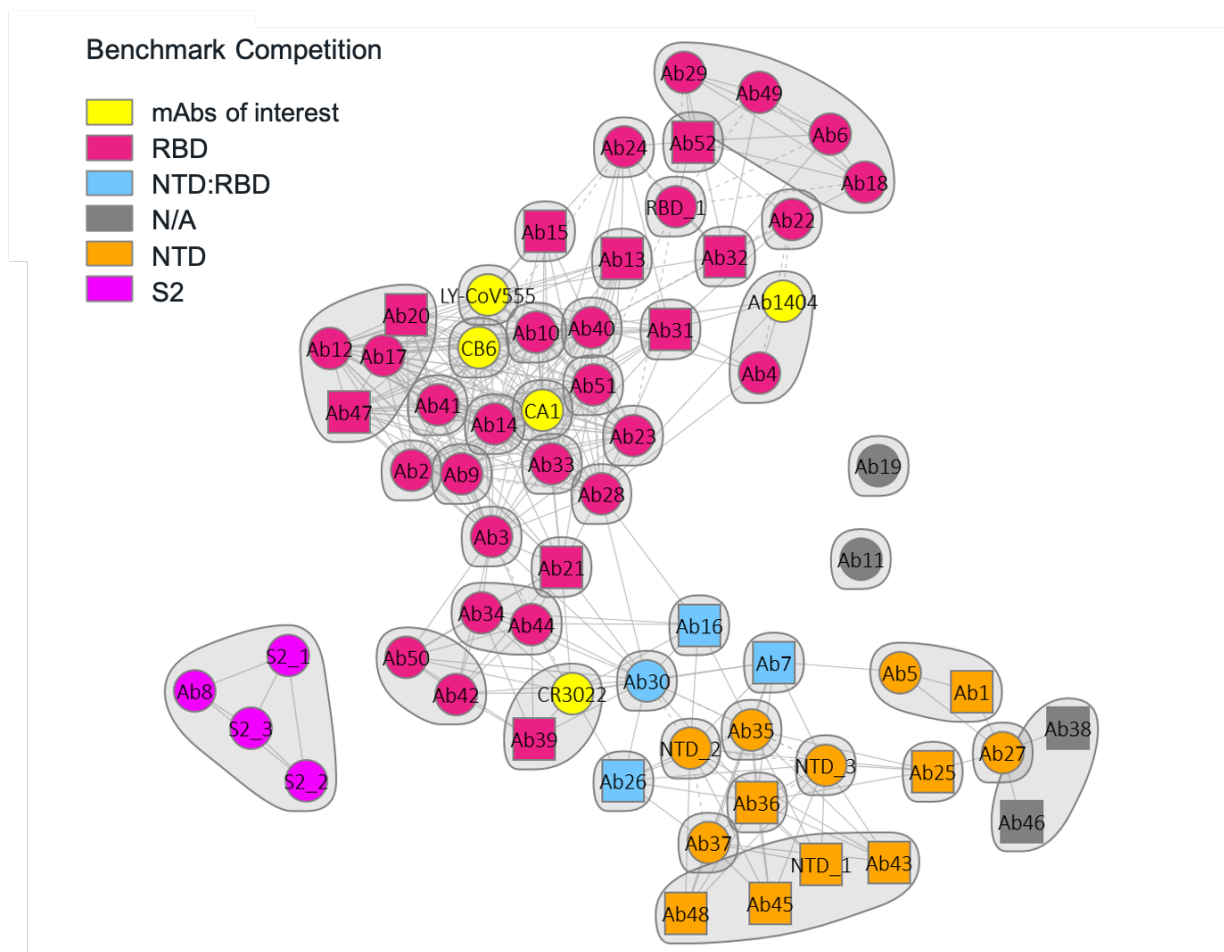 Benchmark Competition
mAbs of interest
RBD
NTD:RBD
N/A
NTD
S2
Ab29
Ab49
Ab6
Ab52
Ab24
Ab18
RBD_1
Ab22
Ab15
Ab13
Ab32
LY-CoV555
Ab1404
Ab20
Ab10
Ab40
Ab31
Ab12
Ab17
CB6
Ab4
Ab51
Ab47
Ab41
CA1
Ab14
Ab23
Ab2
Ab9
Ab33
Ab19
Ab28
Ab3
Ab11
Ab21
Ab34
Ab44
Ab16
S2_1
Ab50
Ab7
Ab5
Ab8
Ab42
CR3022
Ab30
Ab1
S2_3
Ab39
NTD_2
Ab35
Ab38
Ab27
NTD_3
S2_2
Ab26
Ab25
Ab36
Ab46
Ab37
NTD_1
Ab43
Ab48
Ab45